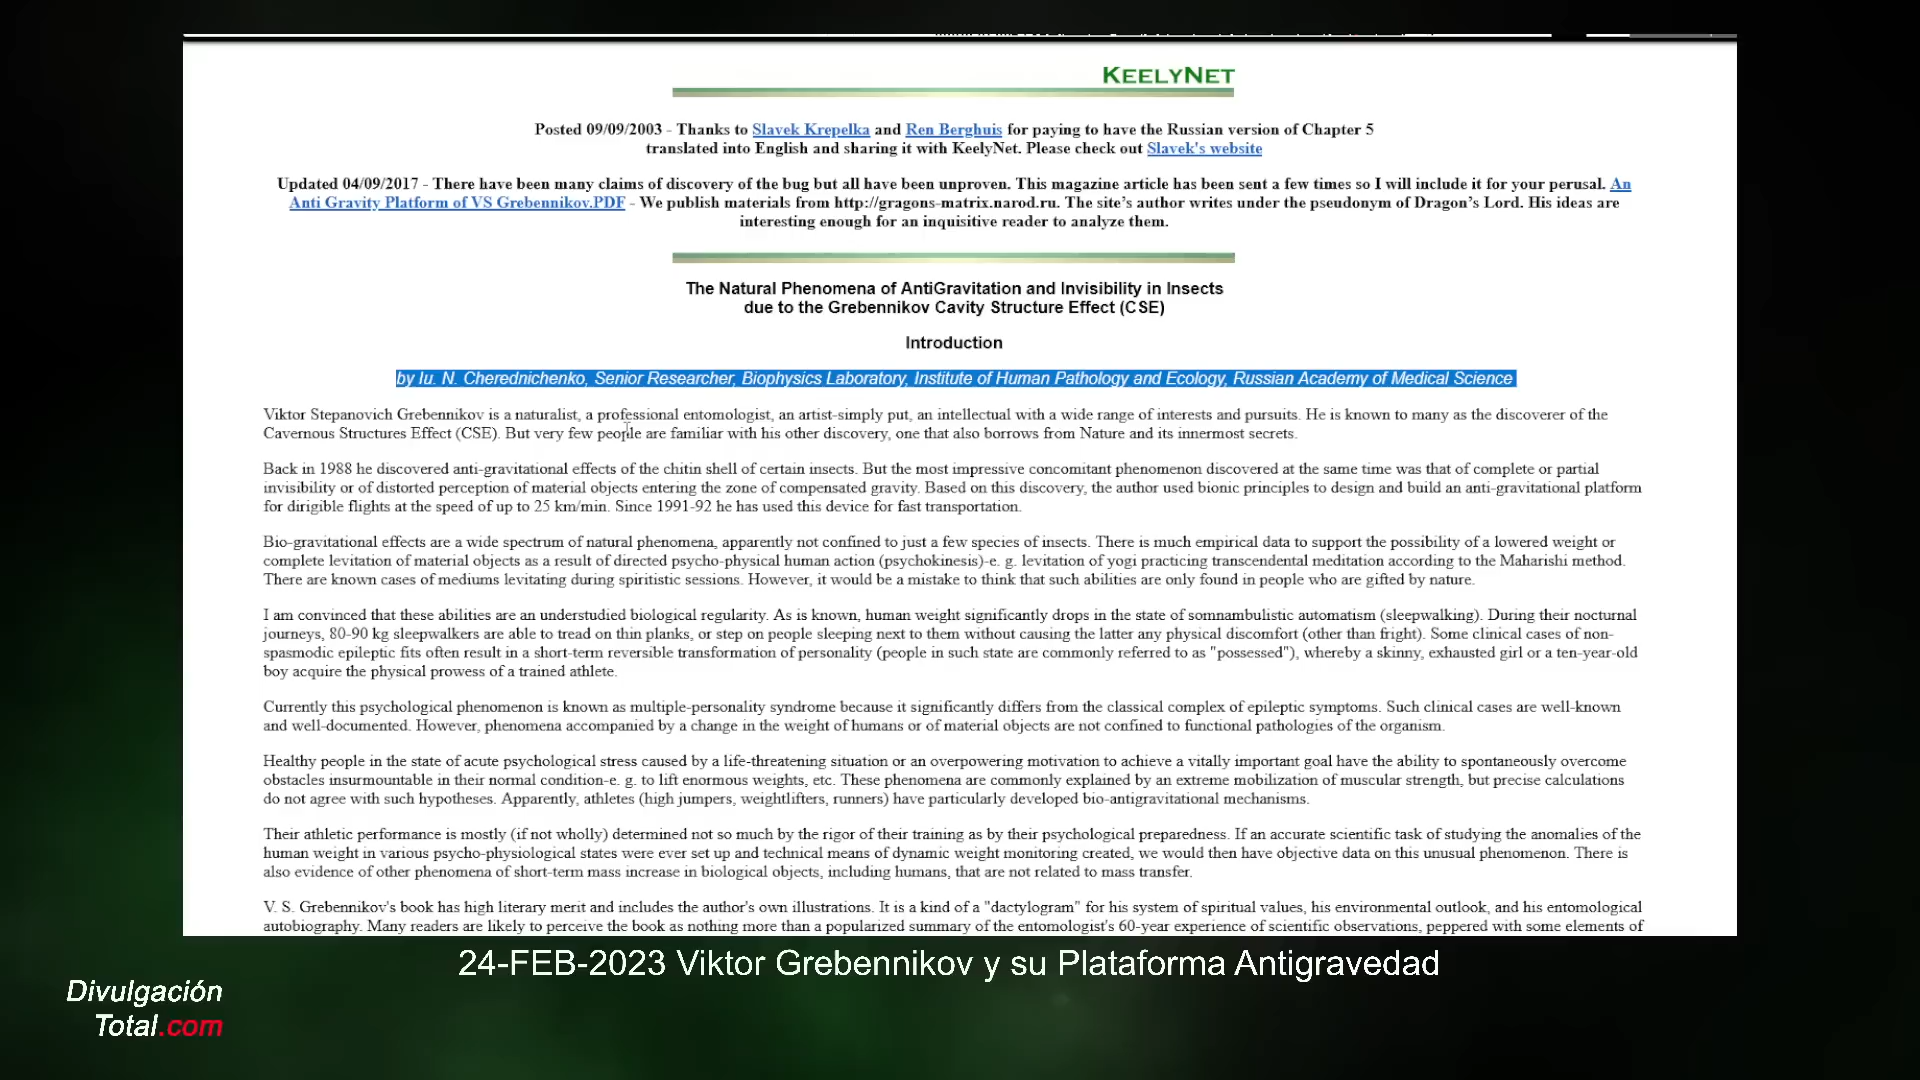 KEELYNET
Posted 09/09/2003 - Thanks to Slavek Krepelka and Ren Berghuis for paying to have the Russian version of Chapter 5
translated into English and sharing it with KeelyNet. Please check out Slavek's website
Updated 04/09/2017 - There have been many claims of discovery of the bug but all have been unproven. This magazine article has been sent a few times so I will include it for your perusal. An
Anti Gravity Platform of VS Grebennikov.PDF - We publish materials from http://gragons-matrix.narod.ru. The site's author writes under the pseudonym of Dragon's Lord. His ideas are
interesting enough for an inquisitive reader to analyze them.
The Natural Phenomena of AntiGravitation and Invisibility in Insects
due to the Grebennikov Cavity Structure Effect (CSE)
Introduction
by Iu. N. Cherednichenko, Senior Researcher, Biophysics Laboratory, Institute of Human Pathology and Ecology, Russian Academy of Medical Science
Viktor Stepanovich Grebennikov is a naturalist, a professional entomologist, an artist-simply put, an intellectual with a wide range of interests and pursuits. He is known to many as the discoverer of the
Cavernous Structures Effect (CSE). But very few people are familiar with his other discovery, one that also borrows from Nature and its innermost secrets.
Back in 1988 he discovered anti-gravitational effects of the chitin shell of certain insects. But the most impressive concomitant phenomenon discovered at the same time was that of complete or partial
invisibility or of distorted perception of material objects entering the zone of compensated gravity. Based on this discovery, the author used bionic principles to design and build an anti-gravitational platform
for dirigible flights at the speed of up to 25 km/min. Since 1991-92 he has used this device for fast transportation.
Bio-gravitational effects are a wide spectrum of natural phenomena, apparently not confined to just a few species of insects. There is much empirical data to support the possibility of a lowered weight or
complete levitation of material objects as a result of directed psycho-physical human action (psychokinesis)-e. g. levitation of yogi practicing transcendental meditation according to the Maharishi method.
There are known cases of mediums levitating during spiritistic sessions. However, it would be a mistake to think that such abilities are only found in people who are gifted by nature.
I am convinced that these abilities are an understudied biological regularity. As is known, human weight significantly drops in the state of somnambulistic automatism (sleepwalking). During their nocturnal
journeys, 80-90 kg sleepwalkers are able to tread on thin planks, or step on people sleeping next to them without causing the latter any physical discomfort (other than fright). Some clinical cases of non-
spasmodic epileptic fits often result in a short-term reversible transformation of personality (people in such state are commonly referred to as "possessed"), whereby a skinny, exhausted girl or a ten-year-old
boy acquire the physical prowess of a trained athlete.
Currently this psychological phenomenon is known as multiple-personality syndrome because it significantly differs from the classical complex of epileptic symptoms. Such clinical cases are well-known
and well-documented. However, phenomena accompanied by a change in the weight of humans or of material objects are not confined to functional pathologies of the organism.
Healthy people in the state of acute psychological stress caused by a life-threatening situation or an overpowering motivation to achieve a vitally important goal have the ability to spontaneously overcome
obstacles insurmountable in their normal condition-e. g. to lift enormous weights, etc. These phenomena are commonly explained by an extreme mobilization of muscular strength, but precise calculations
do not agree with such hypotheses. Apparently, athletes (high jumpers, weightlifters, runners) have particularly developed bio-antigravitational mechanisms.
Their athletic performance is mostly (if not wholly) determined not so much by the rigor of their training as by their psychological preparedness. If an accurate scientific task of studying the anomalies of the
human weight in various psycho-physiological states were ever set up and technical means of dynamic weight monitoring created, we would then have objective data on this unusual phenomenon. There is
also evidence of other phenomena of short-term mass increase in biological objects, including humans, that are not related to mass transfer.
V. S. Grebennikov's book has high literary merit and includes the author's own illustrations. It is a kind of a "dactylogram" for his system of spiritual values, his environmental outlook, and his entomological
autobiography. Many readers are likely to perceive the book as nothing more than a popularized summary of the entomologist's 60-year experience of scientific observations, peppered with some elements of
24-FEB-2023 Viktor Grebennikov y su Plataforma Antigravedad
Divulgación
Total.com